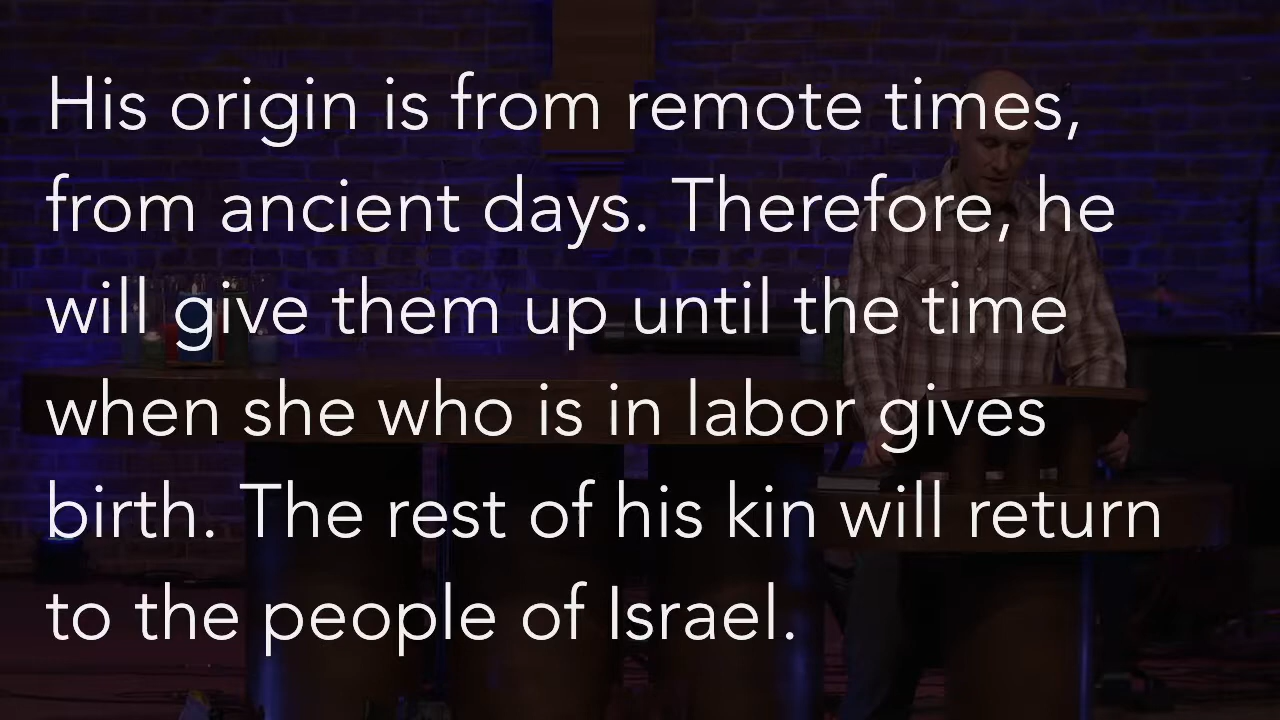 His origin is from remote times,
from ancient days. Therefore, he
will give them up until the time
when she who is in labor gives
birth. The rest of his kin will return
to the people of Israel.